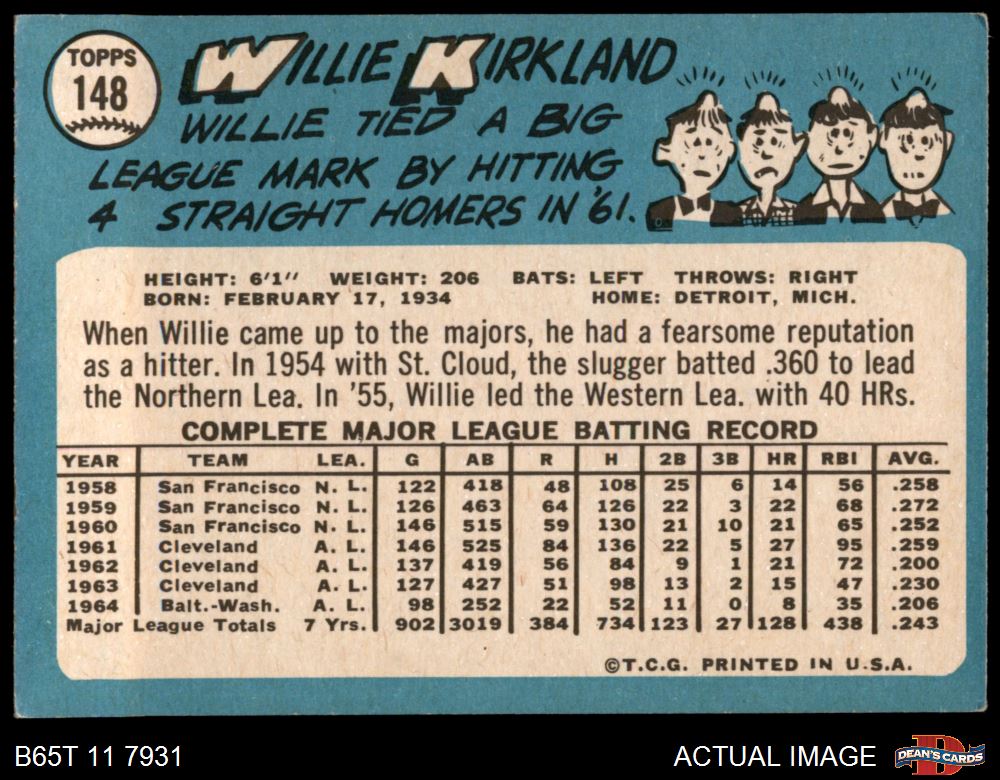 TOPPS
148
WILLIE KIRKLAND
WILLIE TIED A BIG
LEAGUE MARK BY HITTING
4 STRAIGHT HOMERS IN '61.
HEIGHT: 6'1" WEIGHT: 206 BATS: LEFT THROWS: RIGHT
BORN: FEBRUARY 17, 1934 HOME: DETROIT, MICH.
When Willie came up to the majors, he had a fearsome reputation
as a hitter. In 1954 with St. Cloud, the slugger batted .360 to lead
the Northern Lea. In '55, Willie led the Western Lea. with 40 HRs.
COMPLETE MAJOR LEAGUE BATTING RECORD
YEAR TEAM LEA. G AB R H 2B 3B HR RBI AVG.
1958 San Francisco N. L. 122 418 48 108 25 6 14 56 .258
1959 San Francisco N. L. 126 463 64 126 22 3 22 68 .272
1960 San Francisco N. L. 146 515 59 130 21 10 21 65 .252
1961 Cleveland A. L. 146 525 84 136 22 5 27 95 .259
1962 Cleveland A. L. 137 419 56 84 9 1 21 72 .200
1963 Cleveland A. L. 127 427 51 98 13 2 15 47 .230
1964 Balt.-Wash. A. L. 98 252 22 52 11 0 8 35 .206
Major League Totals 7 Yrs. 902 3019 384 734 123 27 128 438 .243
©T.C.G. PRINTED IN U.S.A.
B65T 11 7931 ACTUAL IMAGE DEAN'S CARDS